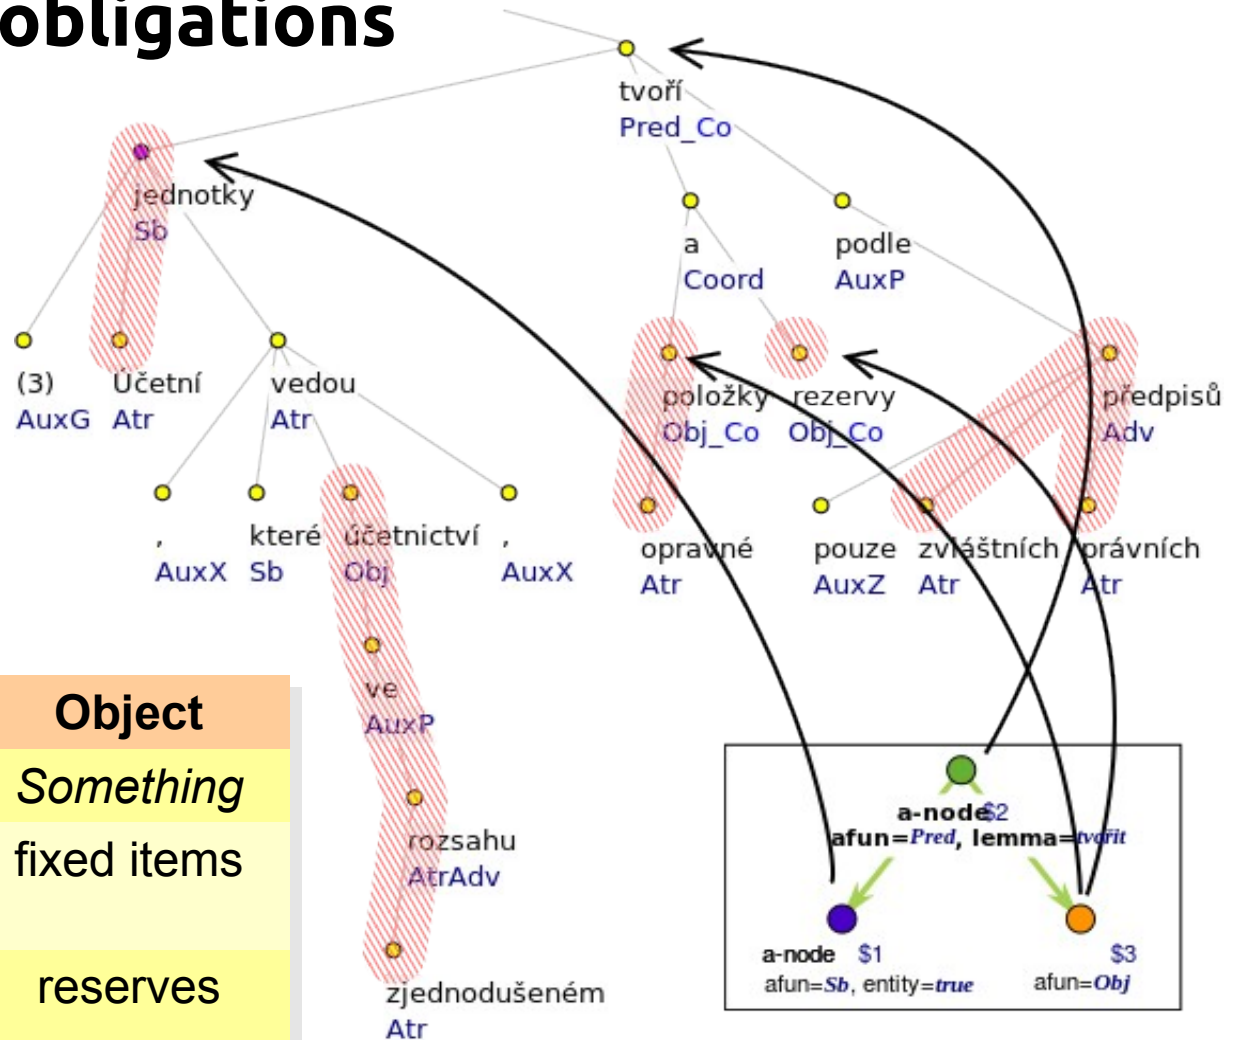 obligations
tvoří
Pred_Co
jednotky
Sb
a
Coord
podle
AuxP
(3)
AuxG
Účetní
Atr
vedou
Atr
položky
Obj_Co
rezervy
Obj_Co
předpisů
Adv
,
AuxX
které
Sb
účetnictví
Obj
,
AuxX
opravné
Atr
pouze
AuxZ
zvláštních
Atr
právních
Atr
ve
AuxP
rozsahu
AtrAdv
zjednodušeném
Atr
Object
Something
fixed items
reserves
a-node $2
afun=Pred, lemma=tvořit
a-node $1
afun=Sb, entity=true
$3
afun=Obj